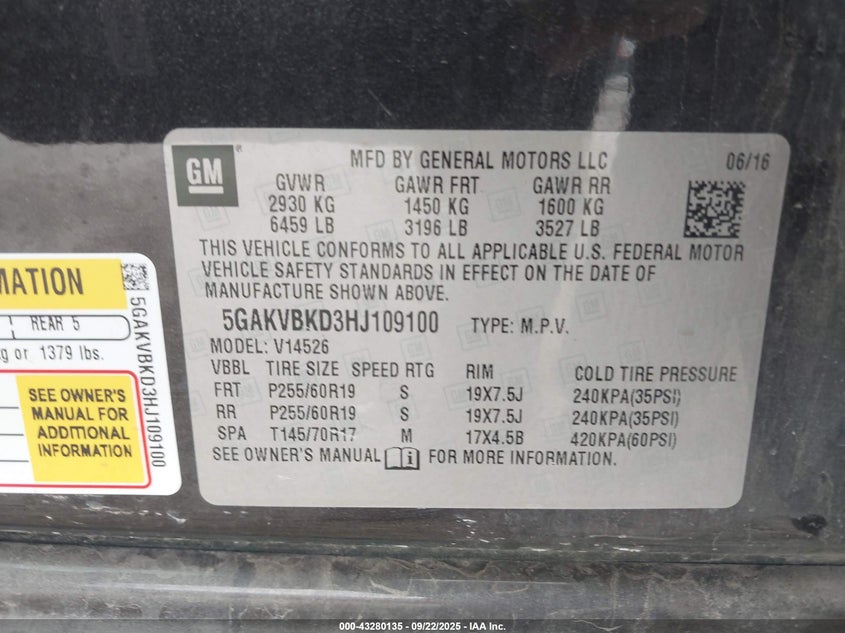 GM
®
MFD BY GENERAL MOTORS LLC 06/16
GVWR GAWR FRT GAWR RR
2930 KG 1450 KG 1600 KG
6459 LB 3196 LB 3527 LB
THIS VEHICLE CONFORMS TO ALL APPLICABLE U.S. FEDERAL MOTOR
VEHICLE SAFETY STANDARDS IN EFFECT ON THE DATE OF
MANUFACTURE SHOWN ABOVE.
5GAKVBKD3HJ109100 TYPE: M.P.V.
MODEL: V14526
VBBL TIRE SIZE SPEED RTG RIM COLD TIRE PRESSURE
FRT P255/60R19 S 19X7.5J 240KPA(35PSI)
RR P255/60R19 S 19X7.5J 240KPA(35PSI)
SPA T145/70R17 M 17X4.5B 420KPA(60PSI)
SEE OWNER'S MANUAL i FOR MORE INFORMATION.
MATION
REAR 5
kg or 1379 lbs.
SEE OWNER'S
MANUAL FOR
ADDITIONAL
INFORMATION
5GAKVBKD3HJ109100
000-43280135 - 09/22/2025 - IAA Inc.